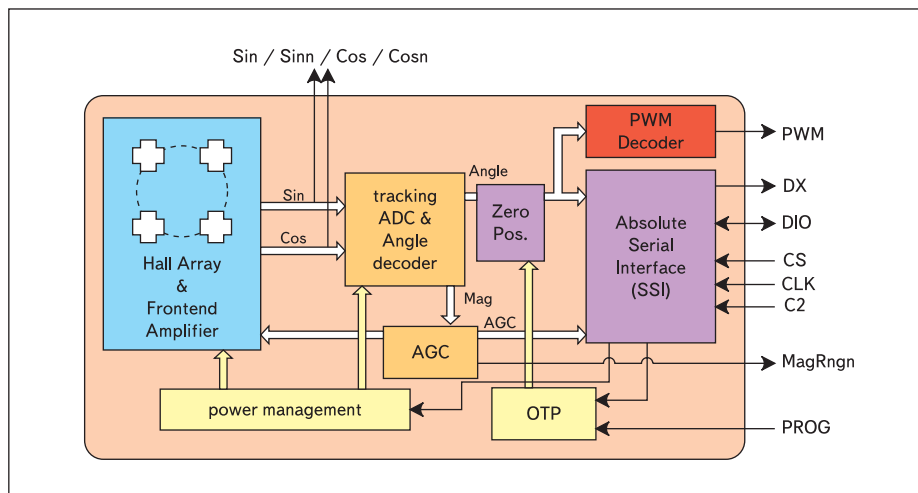 Sin / Sinn / Cos / Cosn
Hall Array
&
Frontend
Amplifier
Sin
Cos
tracking
ADC &
Angle
decoder
Angle
Zero
Pos.
PWM
Decoder
PWM
Absolute
Serial
Interface
(SSI)
DX
DIO
CS
CLK
C2
Mag
AGC
AGC
MagRngn
power management
OTP
PROG